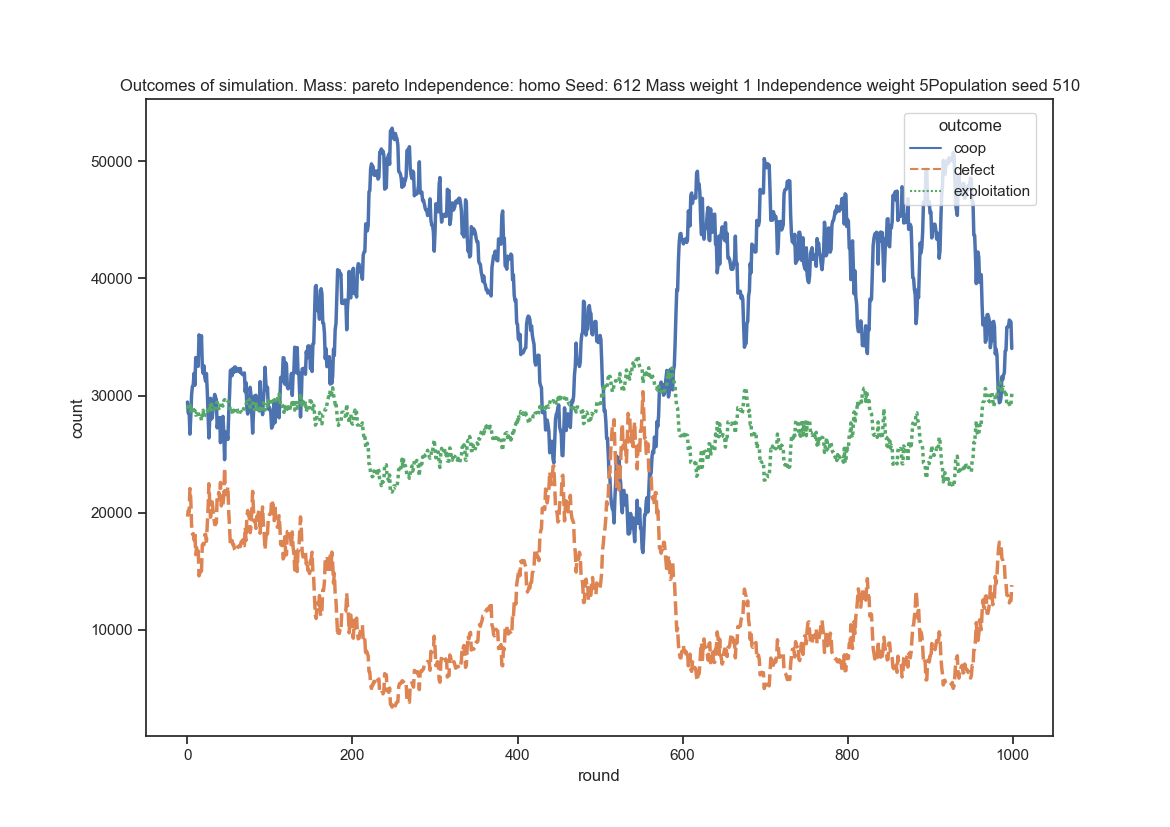 Outcomes of simulation. Mass: pareto Independence: homo Seed: 612 Mass weight 1 Independence weight 5Population seed 510
outcome
coop
defect
exploitation
50000
40000
30000
20000
10000
count
0
200
400
600
800
1000
round